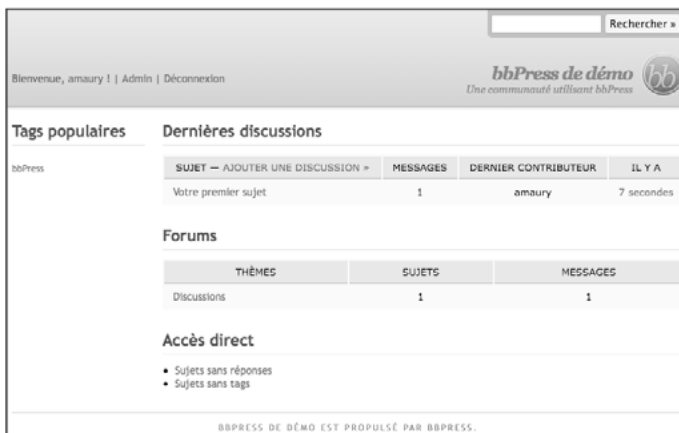 Rechercher »
Bienvenue, amaury ! | Admin | Déconnexion
bbPress de démo
Une communauté utilisant bbPress
bb
Tags populaires
bbPress
Dernières discussions
SUJET — AJOUTER UNE DISCUSSION » MESSAGES DERNIER CONTRIBUTEUR IL Y A
Votre premier sujet 1 amaury 7 secondes
Forums
THÈMES SUJETS MESSAGES
Discussions 1 1
Accès direct
• Sujets sans réponses
• Sujets sans tags
BBPRESS DE DÉMO EST PROPULSÉ PAR BBPRESS.